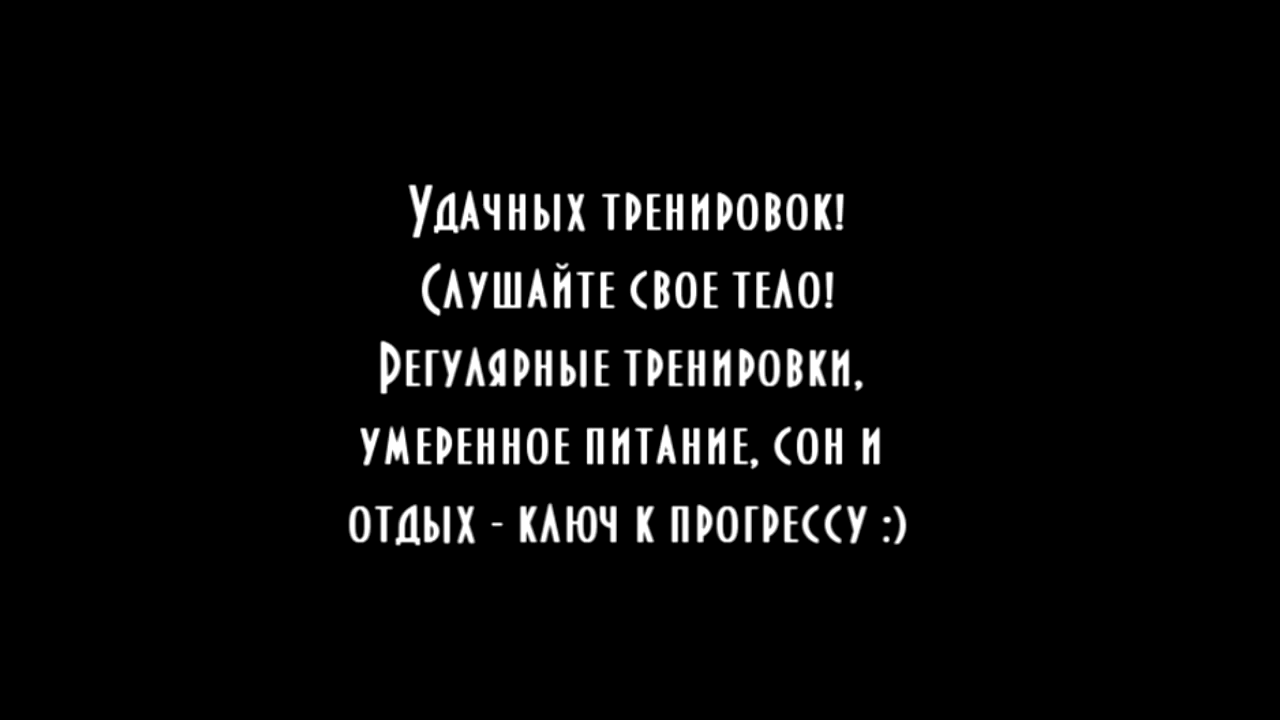 Удачных тренировок!
Слушайте свое тело!
Регулярные тренировки,
умеренное питание, сон и
отдых - ключ к прогрессу :)